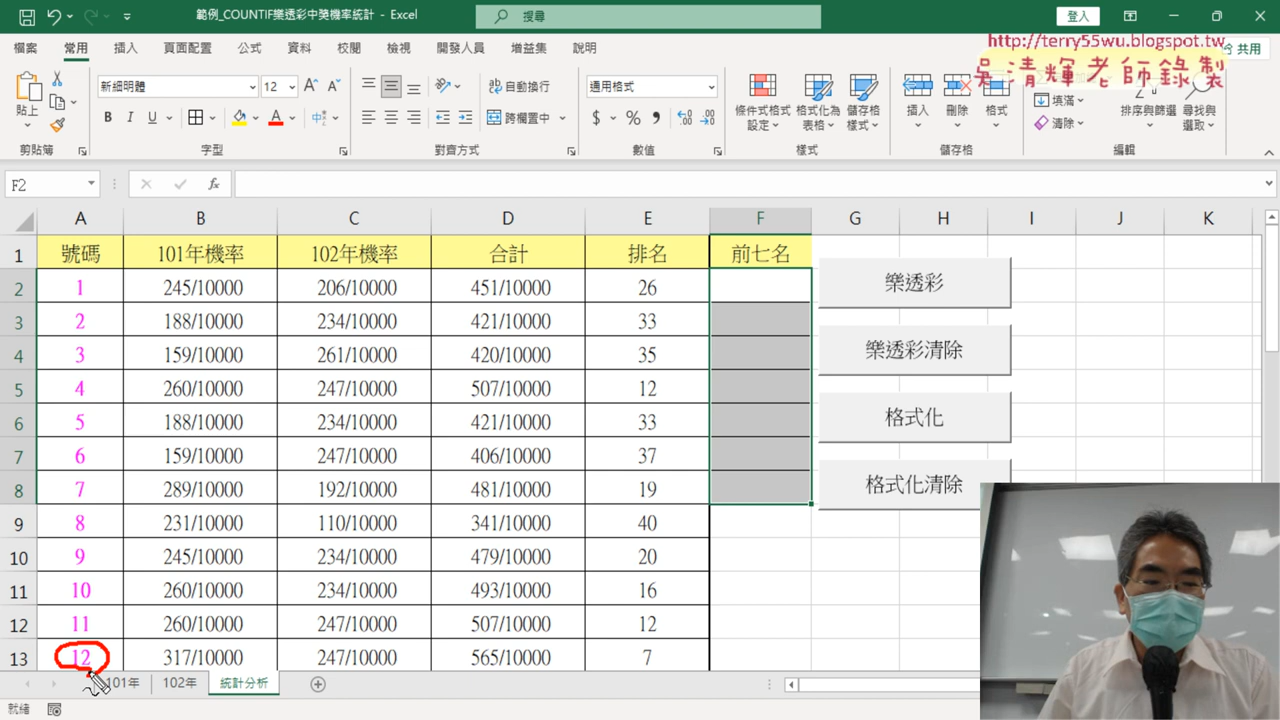 範例_COUNTIF樂透彩中獎機率統計 - Excel
搜尋
登入
檔案 常用 插入 頁面配置 公式 資料 校閱 檢視 開發人員 增益集 說明
共用
http://terry55wu.blogspot.tw
吳清輝老師錄製
貼上
新細明體 12
B I U
自動換行
跨欄置中
通用格式
$ % 9
條件式格式設定
格式化為表格
儲存格樣式
插入 刪除 格式
填滿
清除
排序與篩選
尋找與選取
剪貼簿 字型 對齊方式 數值 樣式 儲存格 編輯
F2 fx
A B C D E F G H I J K
1 號碼 101年機率 102年機率 合計 排名 前七名
2 1 245/10000 206/10000 451/10000 26
3 2 188/10000 234/10000 421/10000 33
4 3 159/10000 261/10000 420/10000 35
5 4 260/10000 247/10000 507/10000 12
6 5 188/10000 234/10000 421/10000 33
7 6 159/10000 247/10000 406/10000 37
8 7 289/10000 192/10000 481/10000 19
9 8 231/10000 110/10000 341/10000 40
10 9 245/10000 234/10000 479/10000 20
11 10 260/10000 234/10000 493/10000 16
12 11 260/10000 247/10000 507/10000 12
13 12 317/10000 247/10000 565/10000 7
樂透彩
樂透彩清除
格式化
格式化清除
101年 102年 統計分析
就緒